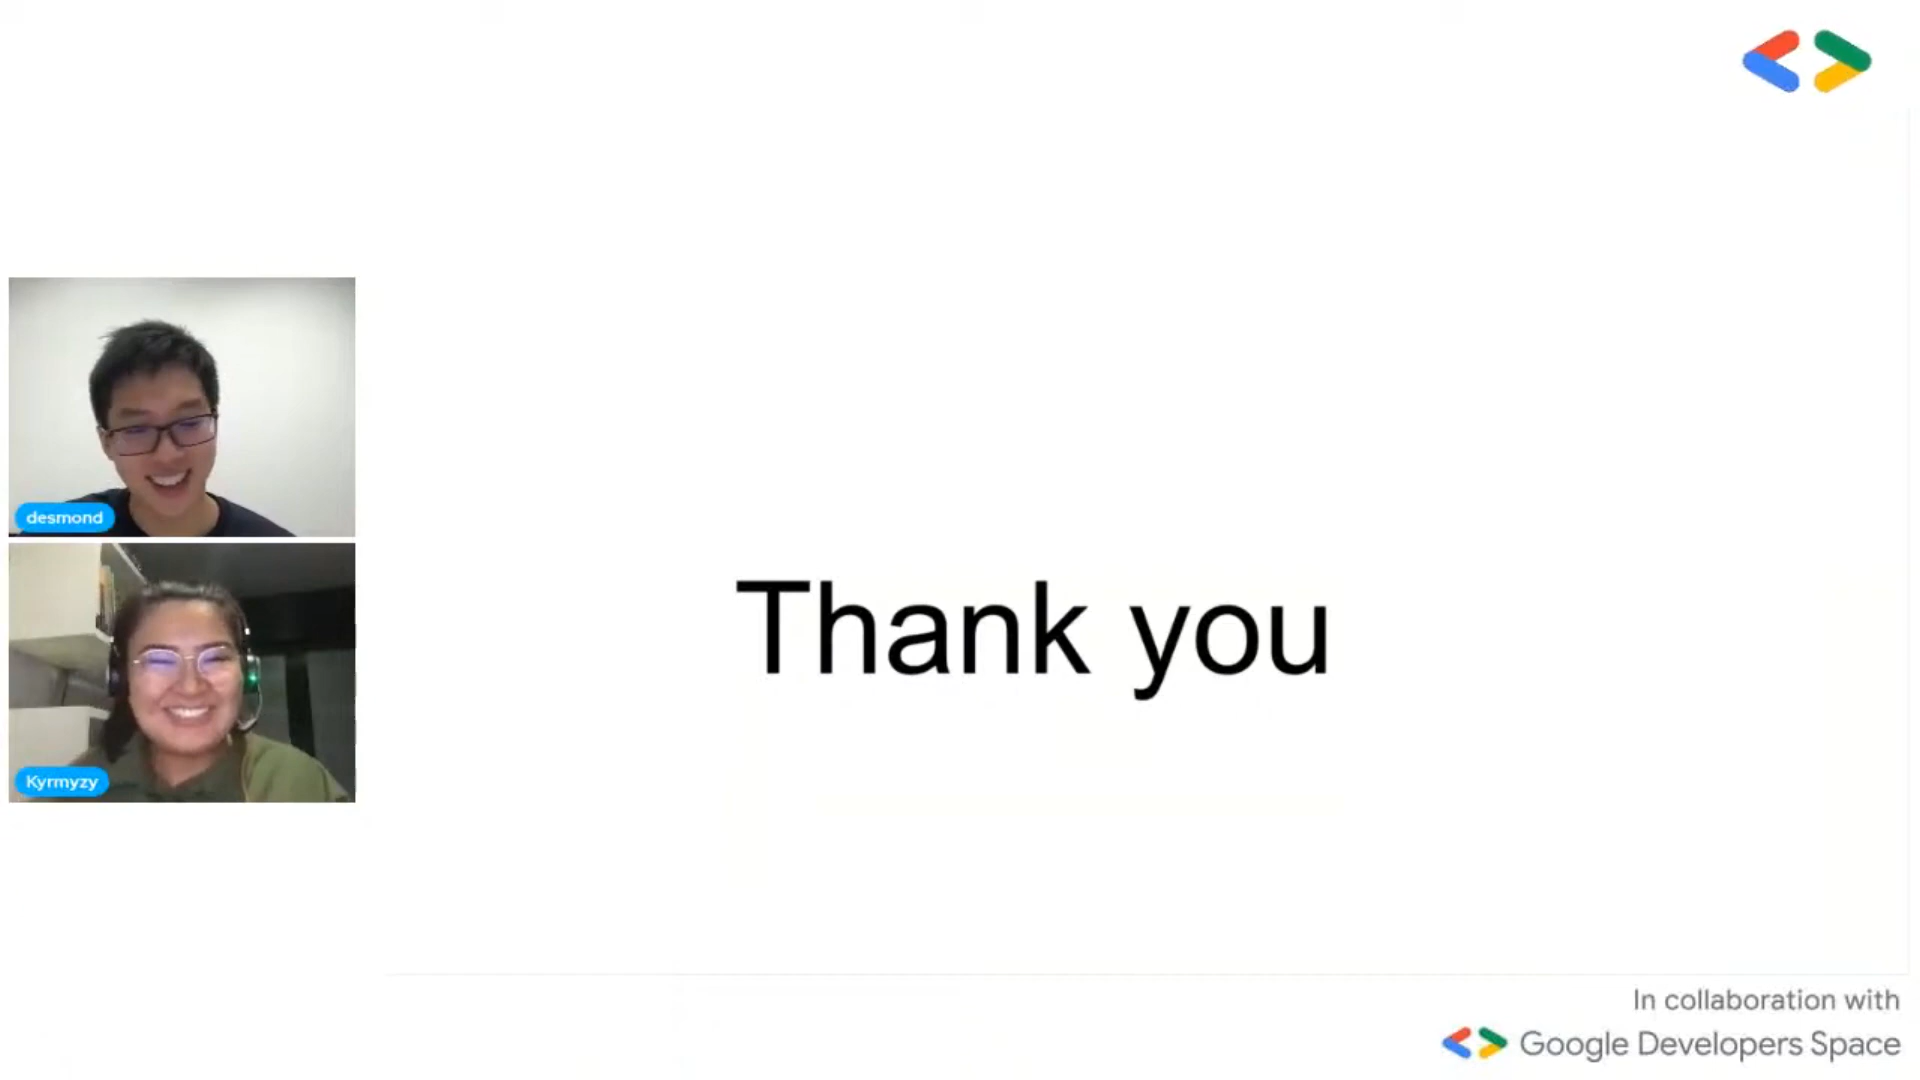 desmond
Kyrmyzy
Thank you
In collaboration with
Google Developers Space